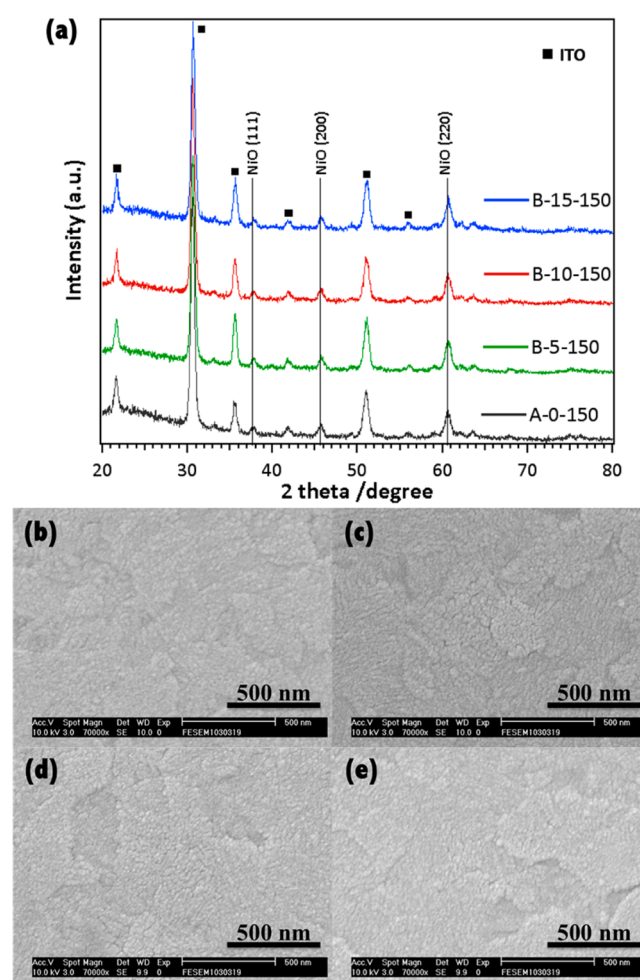 (a)
■ ITO
NiO (111)
NiO (200)
NiO (220)
B-15-150
B-10-150
B-5-150
A-0-150
Intensity (a.u.)
20 30 40 50 60 70 80
2 theta /degree
(b)
500 nm
Acc.V Spot Magn Det WD Exp 500 nm
10.0 kV 3.0 70000x SE 10.0 0 FESEM1030319
(c)
500 nm
Acc.V Spot Magn Det WD Exp 500 nm
10.0 kV 3.0 70000x SE 10.0 0 FESEM1030319
(d)
500 nm
Acc.V Spot Magn Det WD Exp 500 nm
10.0 kV 3.0 70000x SE 9.9 0 FESEM1030319
(e)
500 nm
Acc.V Spot Magn Det WD Exp 500 nm
10.0 kV 3.0 70000x SE 9.9 0 FESEM1030319